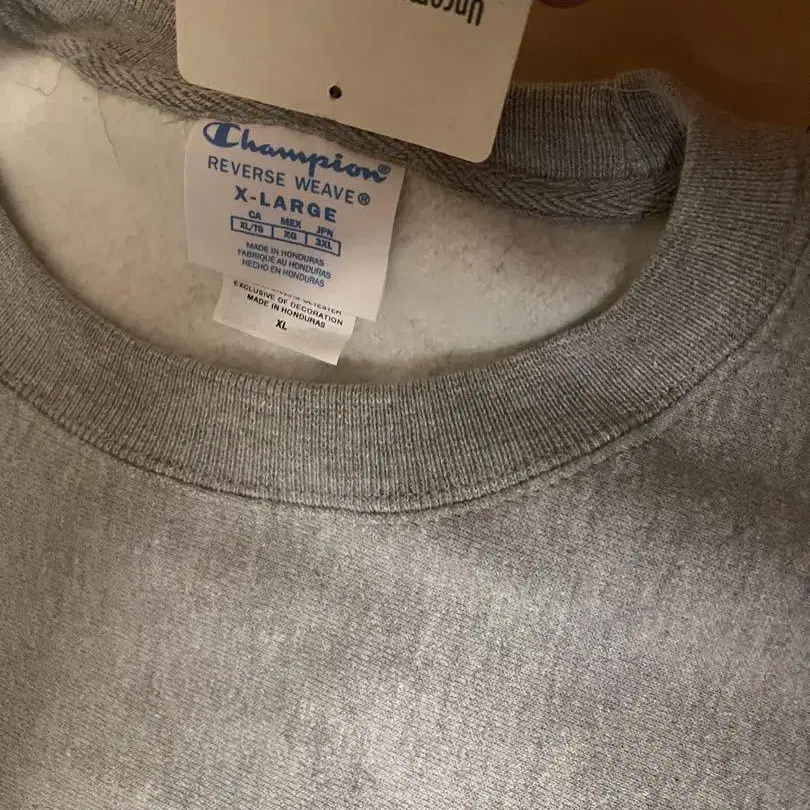 Champion®
REVERSE WEAVE®
X-LARGE
CA MEX JPN
XL/TG XG 3XL
MADE IN HONDURAS
FABRIQUÉ AU HONDURAS
HECHO EN HONDURAS
EXCLUSIVE OF DECORATION
MADE IN HONDURAS
XL